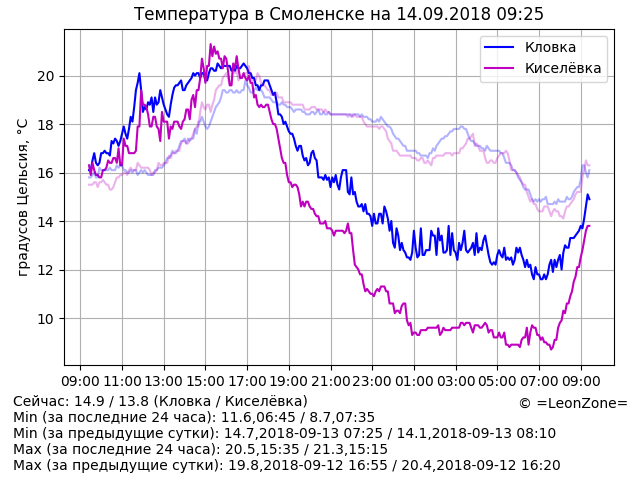 Температура в Смоленске на 14.09.2018 09:25
Кловка
Киселёвка
градусов Цельсия, °C
20
18
16
14
12
10
09:00 11:00 13:00 15:00 17:00 19:00 21:00 23:00 01:00 03:00 05:00 07:00 09:00
Сейчас: 14.9 / 13.8 (Кловка / Киселёвка)
© =LeonZone=
Min (за последние 24 часа): 11.6,06:45 / 8.7,07:35
Min (за предыдущие сутки): 14.7,2018-09-13 07:25 / 14.1,2018-09-13 08:10
Max (за последние 24 часа): 20.5,15:35 / 21.3,15:15
Max (за предыдущие сутки): 19.8,2018-09-12 16:55 / 20.4,2018-09-12 16:20